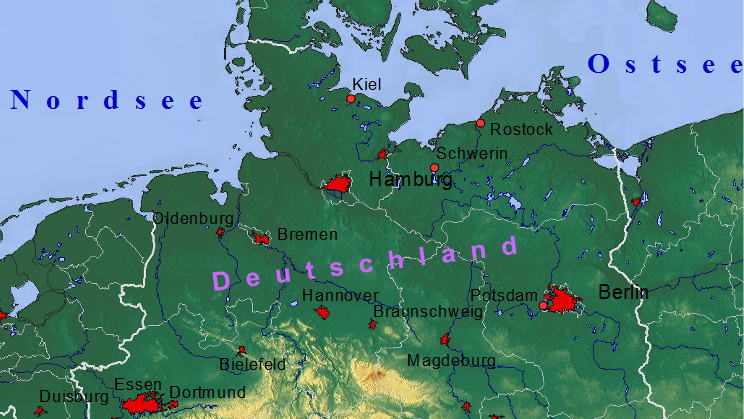 Ostsee
Kiel
Nordsee
Rostock
Schwerin
Hamburg
Oldenburg
Bremen
Deutschland
Hannover
Potsdam
Berlin
Braunschweig
Bielefeld
Magdeburg
Essen
Duisburg
Dortmund